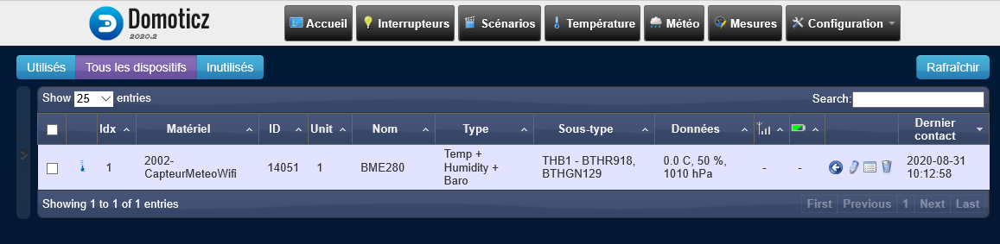 Domoticz
2020.2
Accueil Interrupteurs Scénarios Température Météo Mesures Configuration
Utilisés Tous les dispositifs Inutilisés Rafraîchir
Show 25 entries Search:
Idx Matériel ID Unit Nom Type Sous-type Données Dernier
contact
1 2002-
CapteurMeteoWifi 14051 1 BME280 Temp +
Humidity +
Baro THB1 - BTHR918,
BTHGN129 0.0 C, 50 %,
1010 hPa - - 2020-08-31
10:12:58
Showing 1 to 1 of 1 entries First Previous 1 Next Last